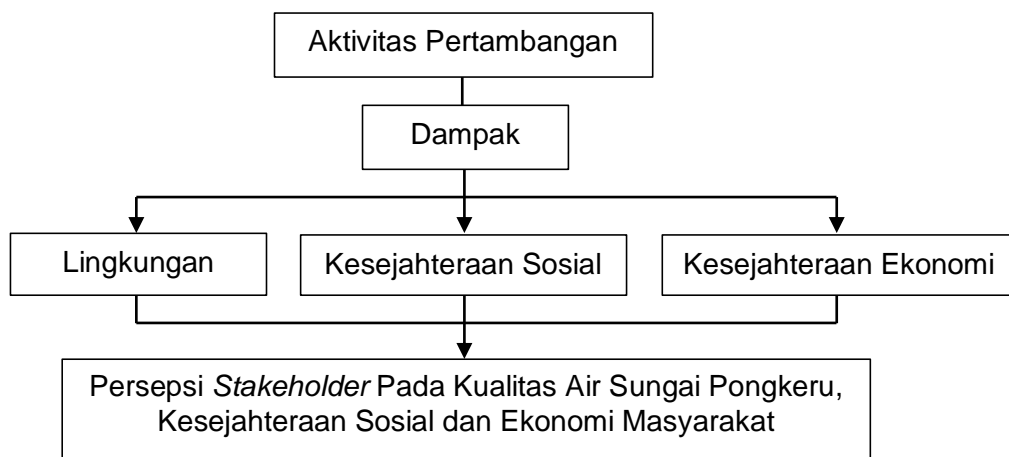 Aktivitas Pertambangan
Dampak
Lingkungan
Kesejahteraan Sosial
Kesejahteraan Ekonomi
Persepsi Stakeholder Pada Kualitas Air Sungai Pongkeru,
Kesejahteraan Sosial dan Ekonomi Masyarakat